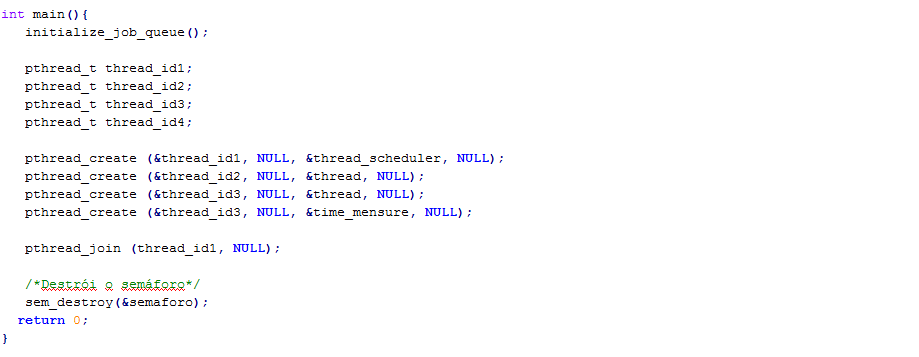 int main(){
initialize_job_queue();
pthread_t thread_id1;
pthread_t thread_id2;
pthread_t thread_id3;
pthread_t thread_id4;
pthread_create (&thread_id1, NULL, &thread_scheduler, NULL);
pthread_create (&thread_id2, NULL, &thread, NULL);
pthread_create (&thread_id3, NULL, &thread, NULL);
pthread_create (&thread_id3, NULL, &time_mensure, NULL);
pthread_join (thread_id1, NULL);
/*Destrói o semáforo*/
sem_destroy(&semaforo);
return 0;
}